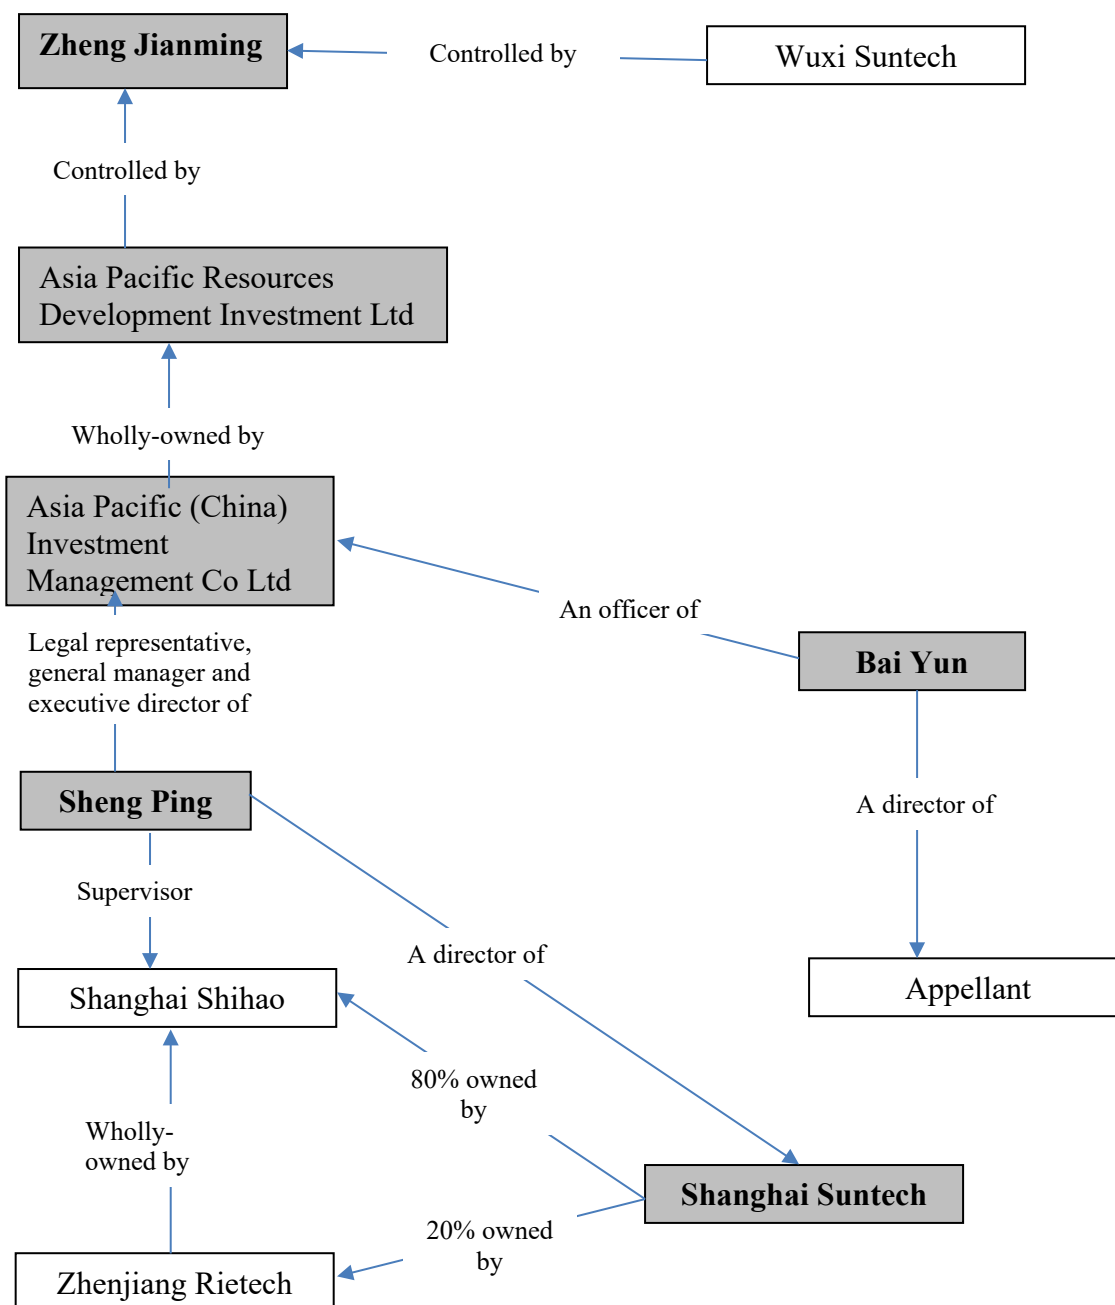 Zheng Jianming
Controlled by
Wuxi Suntech
Controlled by
Asia Pacific Resources
Development Investment Ltd
Wholly-owned by
Asia Pacific (China)
Investment
Management Co Ltd
An officer of
Legal representative,
general manager and
executive director of
Bai Yun
Sheng Ping
A director of
Supervisor
A director of
Shanghai Shihao
Appellant
80% owned
by
Wholly-
owned by
Shanghai Suntech
20% owned
by
Zhenjiang Rietech